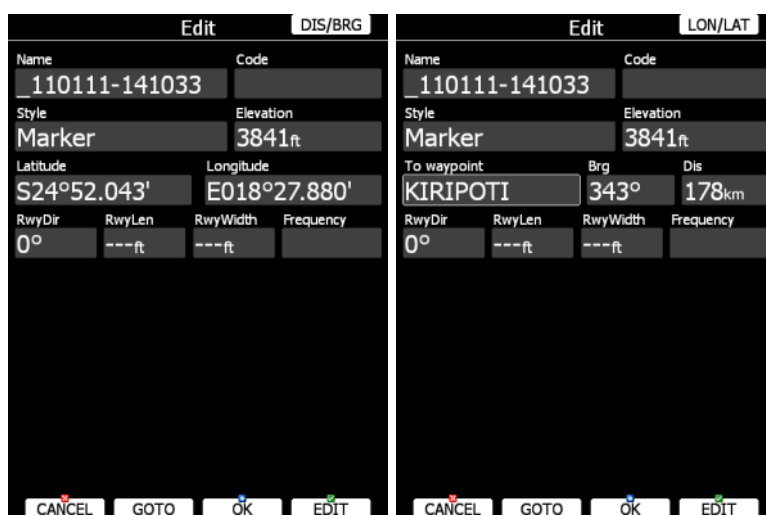 Edit DIS/BRG
Name Code
_110111-141033
Style Elevation
Marker 3841ft
Latitude Longitude
S24°52.043' E018°27.880'
RwyDir RwyLen RwyWidth Frequency
0° ---ft ---ft
CANCEL GOTO OK EDIT
Edit LON/LAT
Name Code
_110111-141033
Style Elevation
Marker 3841ft
To waypoint Brg Dis
KIRIPOTI 343° 178km
RwyDir RwyLen RwyWidth Frequency
0° ---ft ---ft
CANCEL GOTO OK EDIT